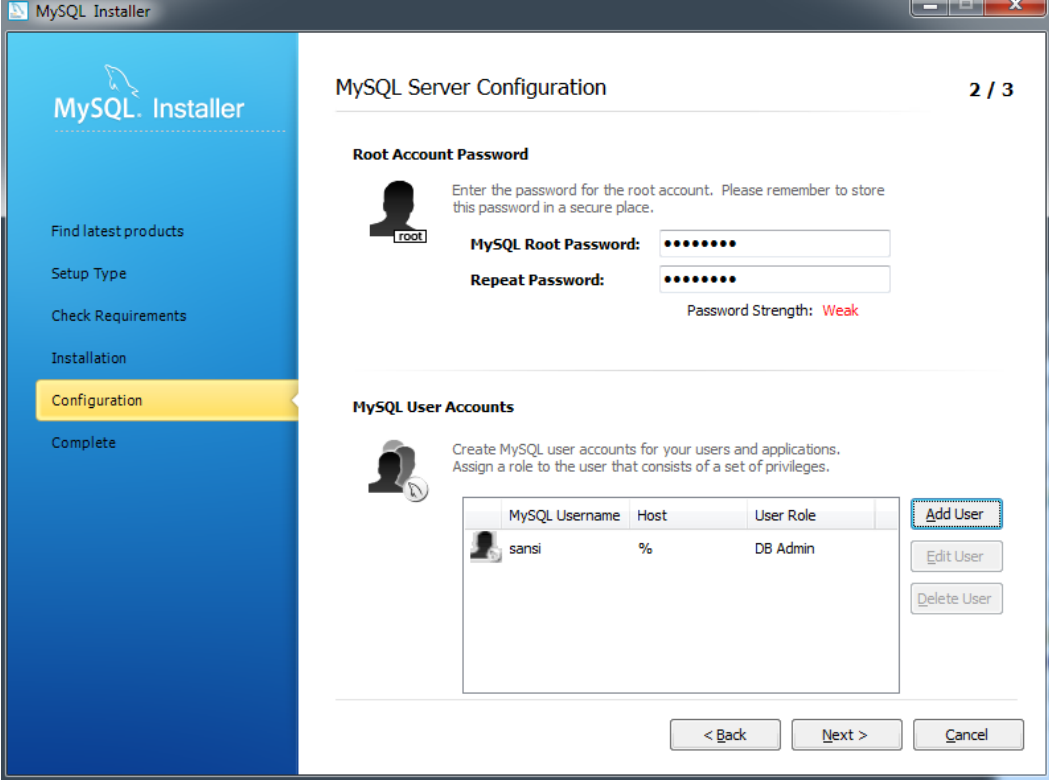 MySQL Installer
MySQL. Installer
Find latest products
Setup Type
Check Requirements
Installation
Configuration
Complete
MySQL Server Configuration
2 / 3
Root Account Password
root
Enter the password for the root account. Please remember to store
this password in a secure place.
MySQL Root Password: ●●●●●●●●
Repeat Password: ●●●●●●●●
Password Strength: Weak
MySQL User Accounts
Create MySQL user accounts for your users and applications.
Assign a role to the user that consists of a set of privileges.
MySQL Username Host User Role
sansi % DB Admin
Add User
Edit User
Delete User
< Back Next > Cancel